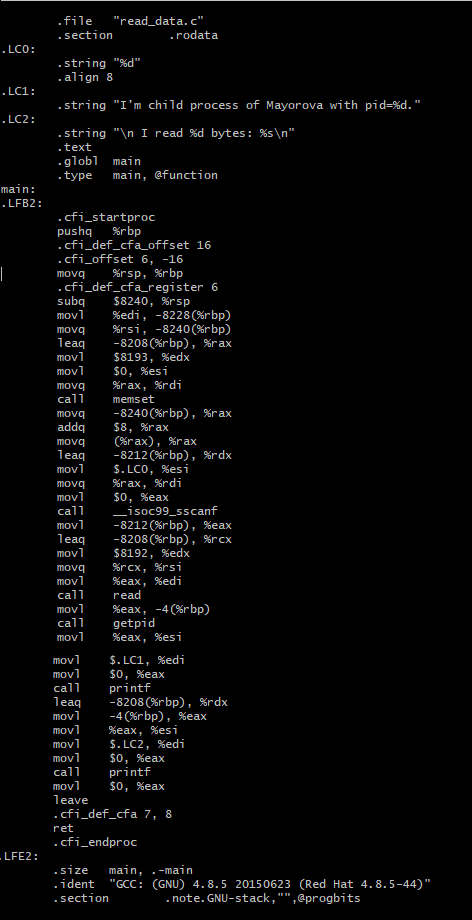 .file "read_data.c"
.section .rodata
.LC0:
.string "%d"
.align 8
.LC1:
.string "I'm child process of Mayorova with pid=%d."
.LC2:
.string "\n I read %d bytes: %s\n"
.text
.globl main
.type main, @function
main:
.LFB2:
.cfi_startproc
pushq %rbp
.cfi_def_cfa_offset 16
.cfi_offset 6, -16
movq %rsp, %rbp
.cfi_def_cfa_register 6
subq $8240, %rsp
movl %edi, -8228(%rbp)
movq %rsi, -8240(%rbp)
leaq -8208(%rbp), %rax
movl $8193, %edx
movl $0, %esi
movq %rax, %rdi
call memset
movq -8240(%rbp), %rax
addq $8, %rax
movq (%rax), %rax
leaq -8212(%rbp), %rdx
movl $.LC0, %esi
movq %rax, %rdi
movl $0, %eax
call __isoc99_sscanf
movl -8212(%rbp), %eax
leaq -8208(%rbp), %rcx
movl $8192, %edx
movq %rcx, %rsi
movl %eax, %edi
call read
movl %eax, -4(%rbp)
call getpid
movl %eax, %esi
movl $.LC1, %edi
movl $0, %eax
call printf
leaq -8208(%rbp), %rdx
movl -4(%rbp), %eax
movl %eax, %esi
movl $.LC2, %edi
movl $0, %eax
call printf
movl $0, %eax
leave
.cfi_def_cfa 7, 8
ret
.cfi_endproc
.LFE2:
.size main, .-main
.ident "GCC: (GNU) 4.8.5 20150623 (Red Hat 4.8.5-44)"
.section .note.GNU-stack,"",@progbits